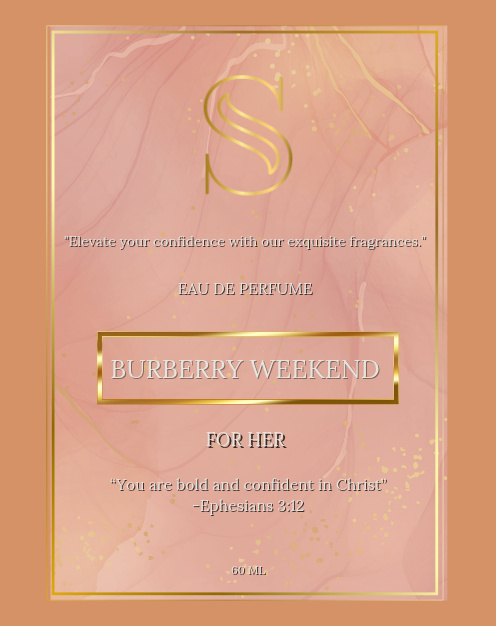 S
"Elevate your confidence with our exquisite fragrances."
EAU DE PERFUME
BURBERRY WEEKEND
FOR HER
"You are bold and confident in Christ"
-Ephesians 3:12
60 ML